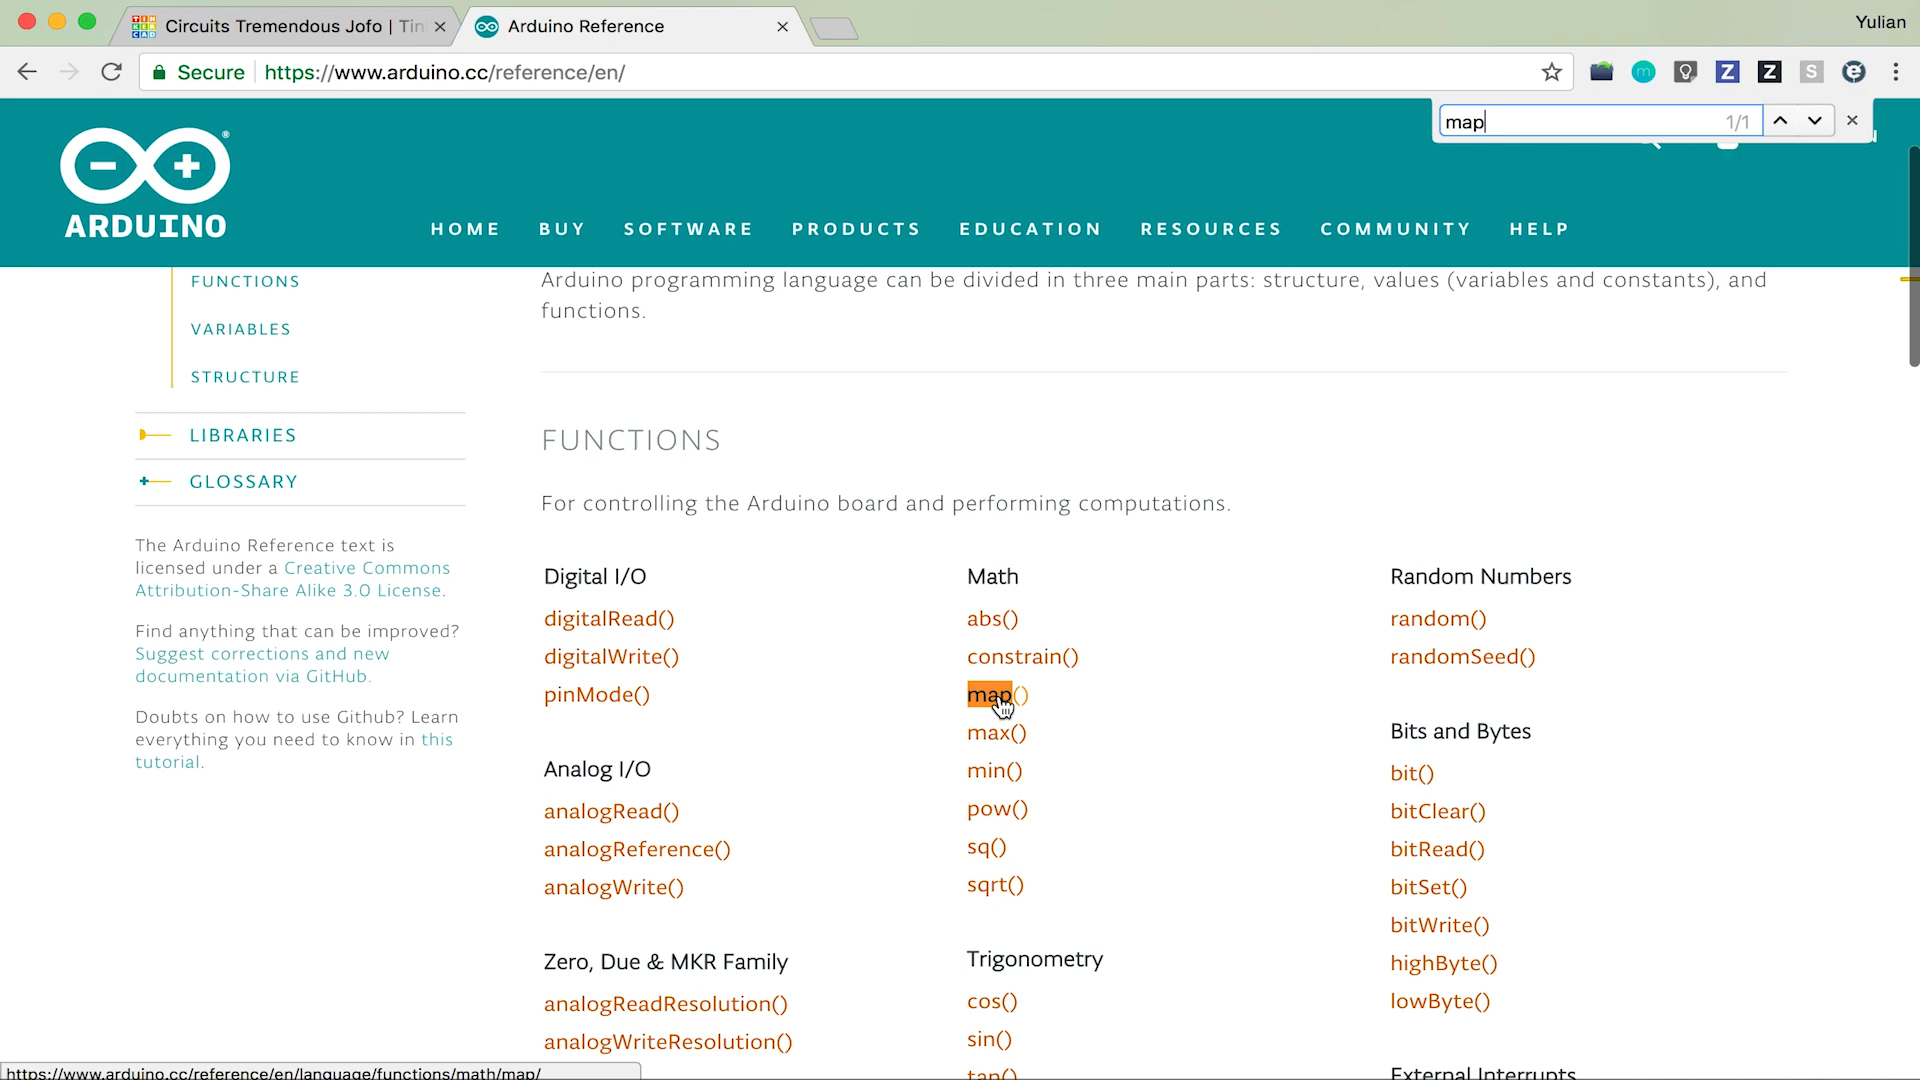 Circuits Tremendous Jofo | Tin
Arduino Reference
Yulian
Secure
https://www.arduino.cc/reference/en/
map
1/1
ARDUINO
HOME
BUY
SOFTWARE
PRODUCTS
EDUCATION
RESOURCES
COMMUNITY
HELP
FUNCTIONS
VARIABLES
STRUCTURE
LIBRARIES
GLOSSARY
The Arduino Reference text is
licensed under a Creative Commons
Attribution-Share Alike 3.0 License.
Find anything that can be improved?
Suggest corrections and new
documentation via GitHub.
Doubts on how to use Github? Learn
everything you need to know in this
tutorial.
Arduino programming language can be divided in three main parts: structure, values (variables and constants), and
functions.
FUNCTIONS
For controlling the Arduino board and performing computations.
Digital I/O
digitalRead()
digitalWrite()
pinMode()
Analog I/O
analogRead()
analogReference()
analogWrite()
Zero, Due & MKR Family
analogReadResolution()
analogWriteResolution()
Math
abs()
constrain()
map()
max()
min()
pow()
sq()
sqrt()
Trigonometry
cos()
sin()
tan()
Random Numbers
random()
randomSeed()
Bits and Bytes
bit()
bitClear()
bitRead()
bitSet()
bitWrite()
highByte()
lowByte()
External Interrupts
https://www.arduino.cc/reference/en/language/functions/math/map/